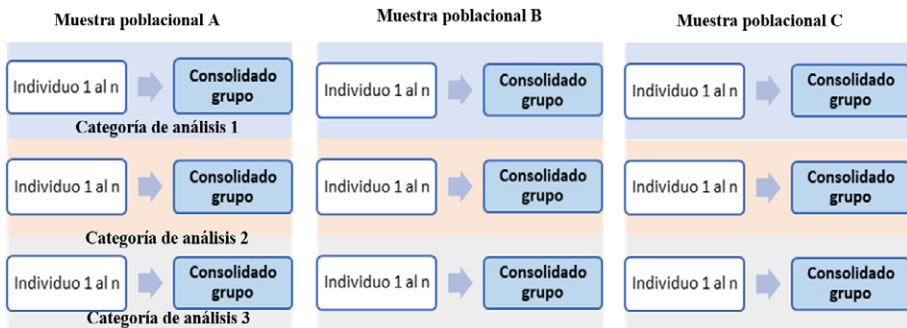 Muestra poblacional A
Muestra poblacional B
Muestra poblacional C
Individuo 1 al n
Consolidado
grupo
Individuo 1 al n
Consolidado
grupo
Individuo 1 al n
Consolidado
grupo
Categoría de análisis 1
Individuo 1 al n
Consolidado
grupo
Individuo 1 al n
Consolidado
grupo
Individuo 1 al n
Consolidado
grupo
Categoría de análisis 2
Individuo 1 al n
Consolidado
grupo
Individuo 1 al n
Consolidado
grupo
Individuo 1 al n
Consolidado
grupo
Categoría de análisis 3